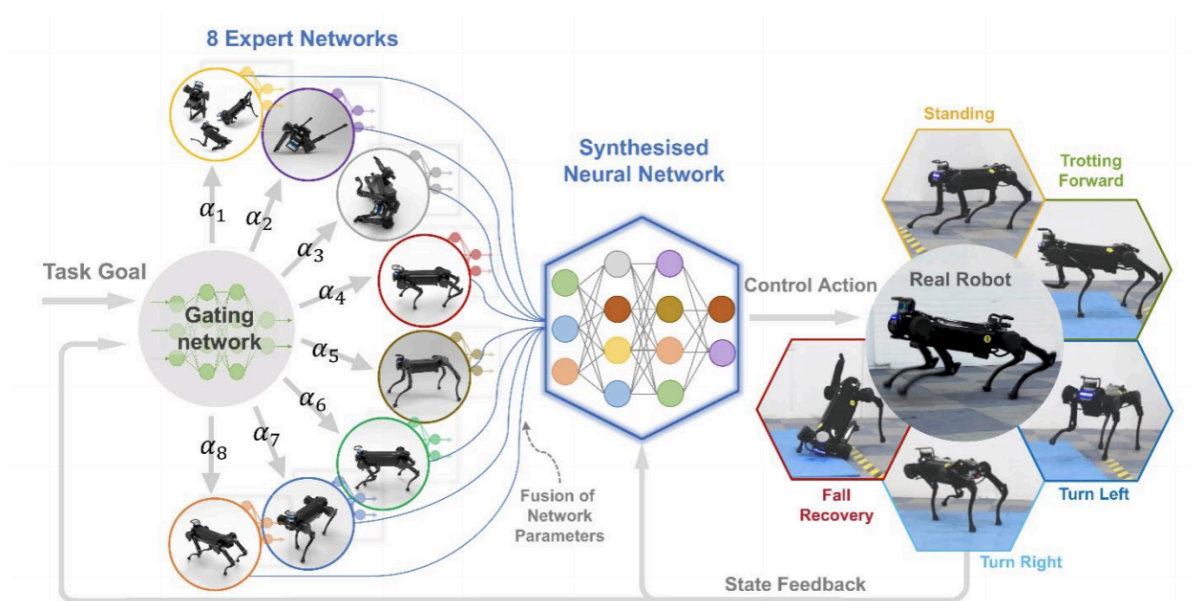 8 Expert Networks
α1
α2
α3
α4
α5
α6
α7
α8
Task Goal
Gating
network
Synthesised
Neural Network
Fusion of
Network
Parameters
Control Action
Real Robot
Standing
Trotting
Forward
Turn Left
Turn Right
Fall
Recovery
State Feedback